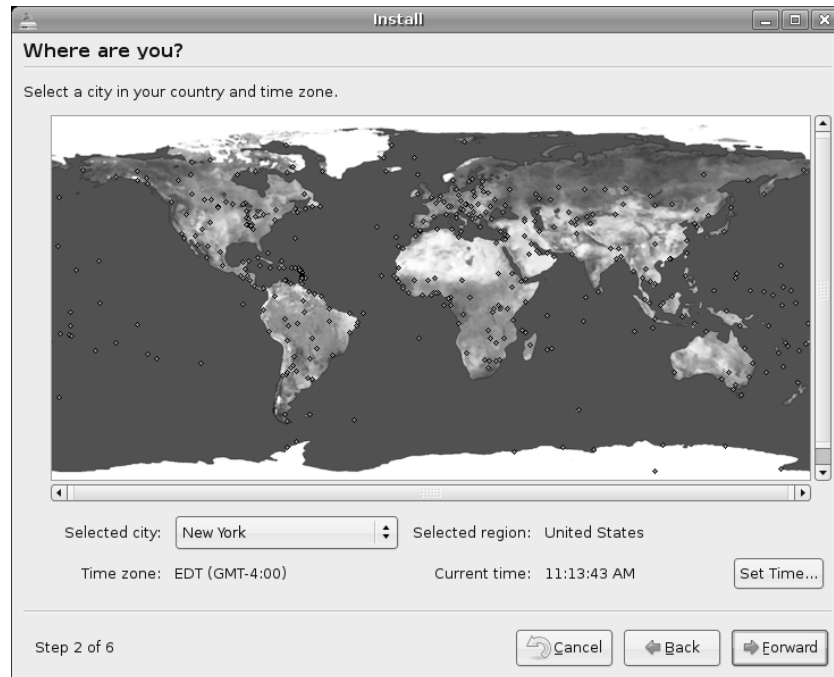 Install
Where are you?
Select a city in your country and time zone.
Selected city: New York Selected region: United States
Time zone: EDT (GMT-4:00) Current time: 11:13:43 AM Set Time...
Step 2 of 6 Cancel Back Forward